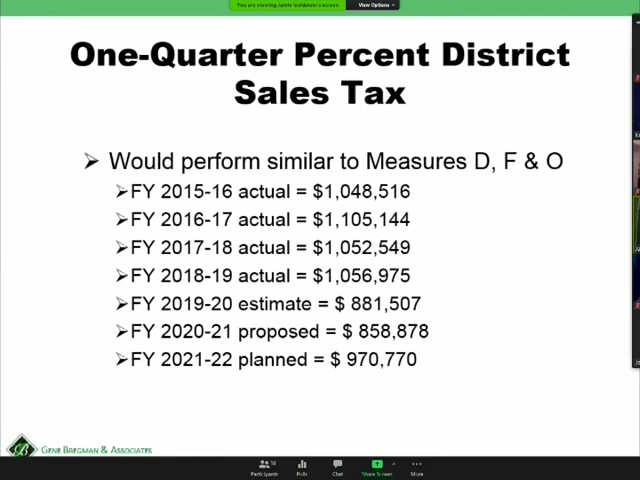 View Options
One-Quarter Percent District
Sales Tax
➢ Would perform similar to Measures D, F & O
➢FY 2015-16 actual = $1,048,516
➢FY 2016-17 actual = $1,105,144
➢FY 2017-18 actual = $1,052,549
➢FY 2018-19 actual = $1,056,975
➢FY 2019-20 estimate = $ 881,507
➢FY 2020-21 proposed = $ 858,878
➢FY 2021-22 planned = $ 970,770
B GENE BREGMAN & ASSOCIATES
Participants Polls Chat Share Screen More